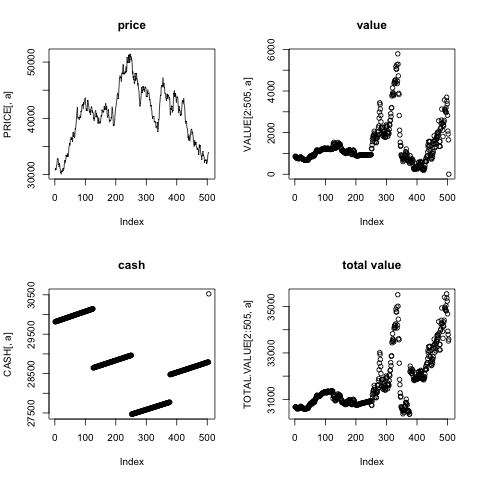 price
value
PRICE[, a]
30000 40000 50000
0 100 200 300 400 500
Index
VALUE[2:505, a]
0 2000 4000 6000
0 100 200 300 400 500
Index
cash
total value
CASH[, a]
27500 28500 29500 30500
0 100 200 300 400 500
Index
TOTAL.VALUE[2:505, a]
31000 33000 35000
0 100 200 300 400 500
Index